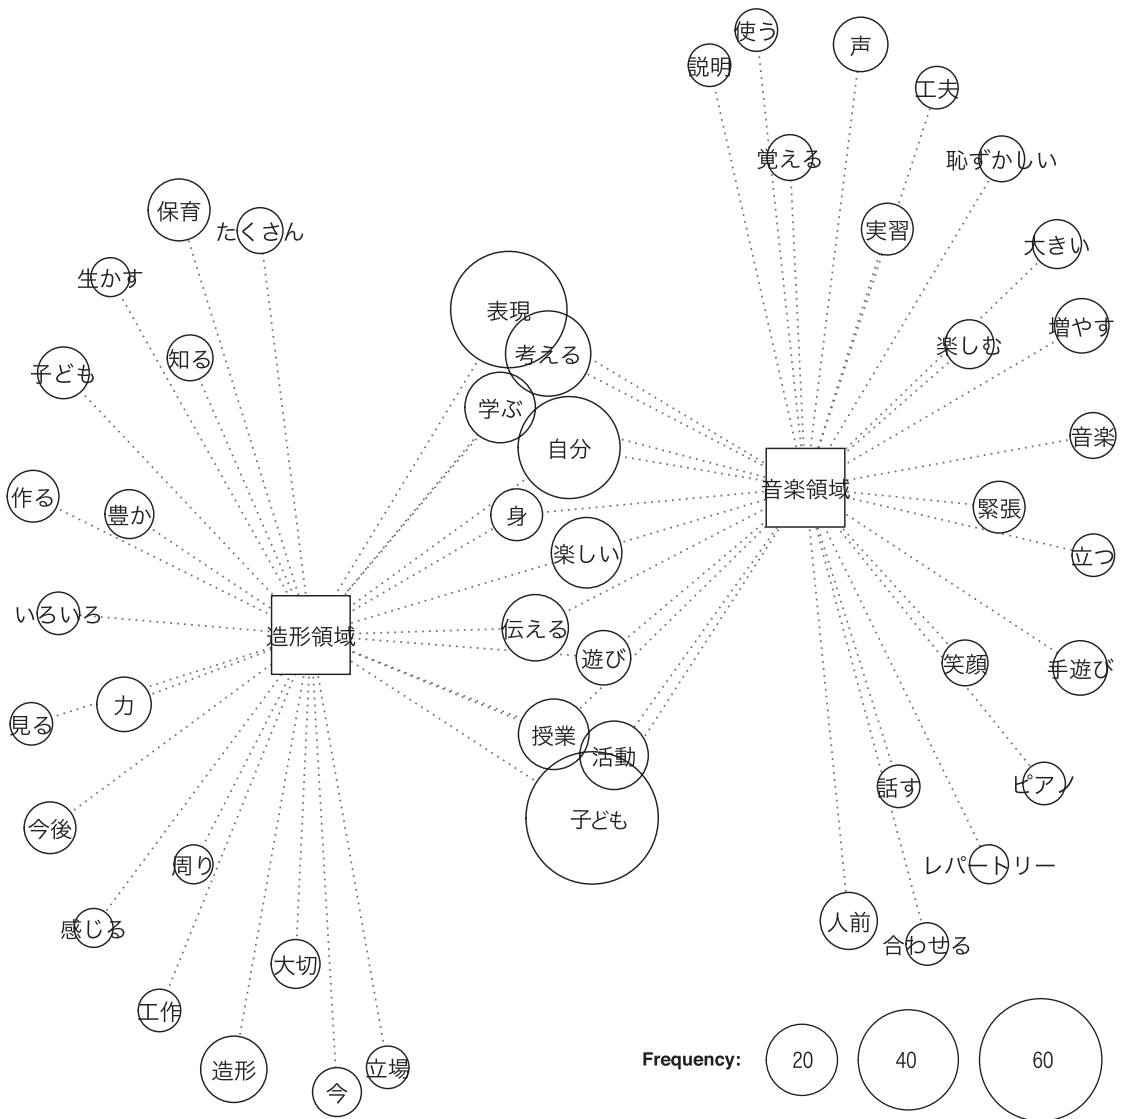 使う
声
説明
工夫
覚える
恥ずかしい
保育
たくさん
実習
大きい
生かす
表現
増やす
知る
考える
楽しむ
子ども
学ぶ
音楽
自分
作る
豊か
身
音楽領域
緊張
楽しい
立つ
いろいろ
造形領域
伝える
遊び
笑顔
手遊び
力
見る
授業
活動
話す
ピアノ
今後
子ども
周り
レパートリー
感じる
人前
合わせる
大切
工作
造形
今
立場
Frequency:
20
40
60